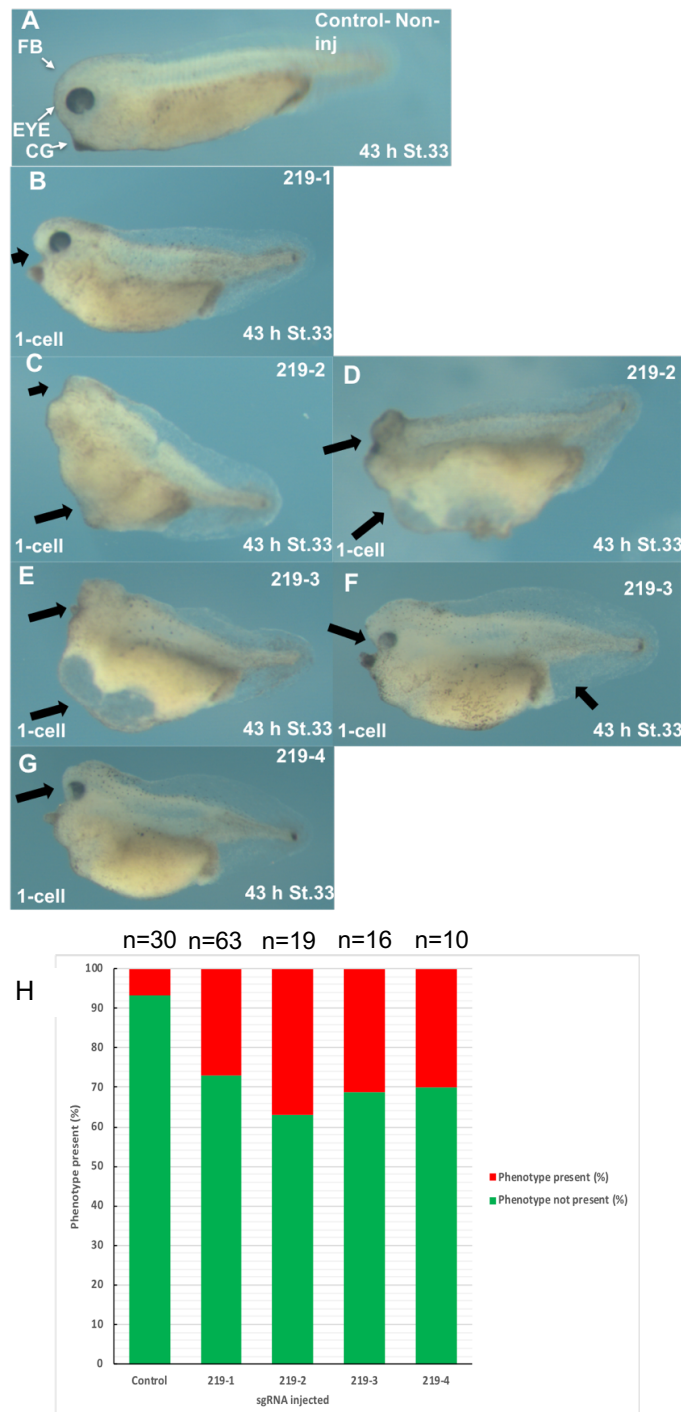 A
Control- Non-
inj
FB
EYE
CG
43 h St.33
B
219-1
1-cell
43 h St.33
C
219-2
1-cell
43 h St.33
D
219-2
1-cell
43 h St.33
E
219-3
1-cell
43 h St.33
F
219-3
1-cell
43 h St.33
G
219-4
1-cell
43 h St.33
n=30 n=63 n=19 n=16 n=10
H
Phenotype present (%)
100
90
80
70
60
50
40
30
20
10
0
Control 219-1 219-2 219-3 219-4
sgRNA injected
Phenotype present (%)
Phenotype not present (%)